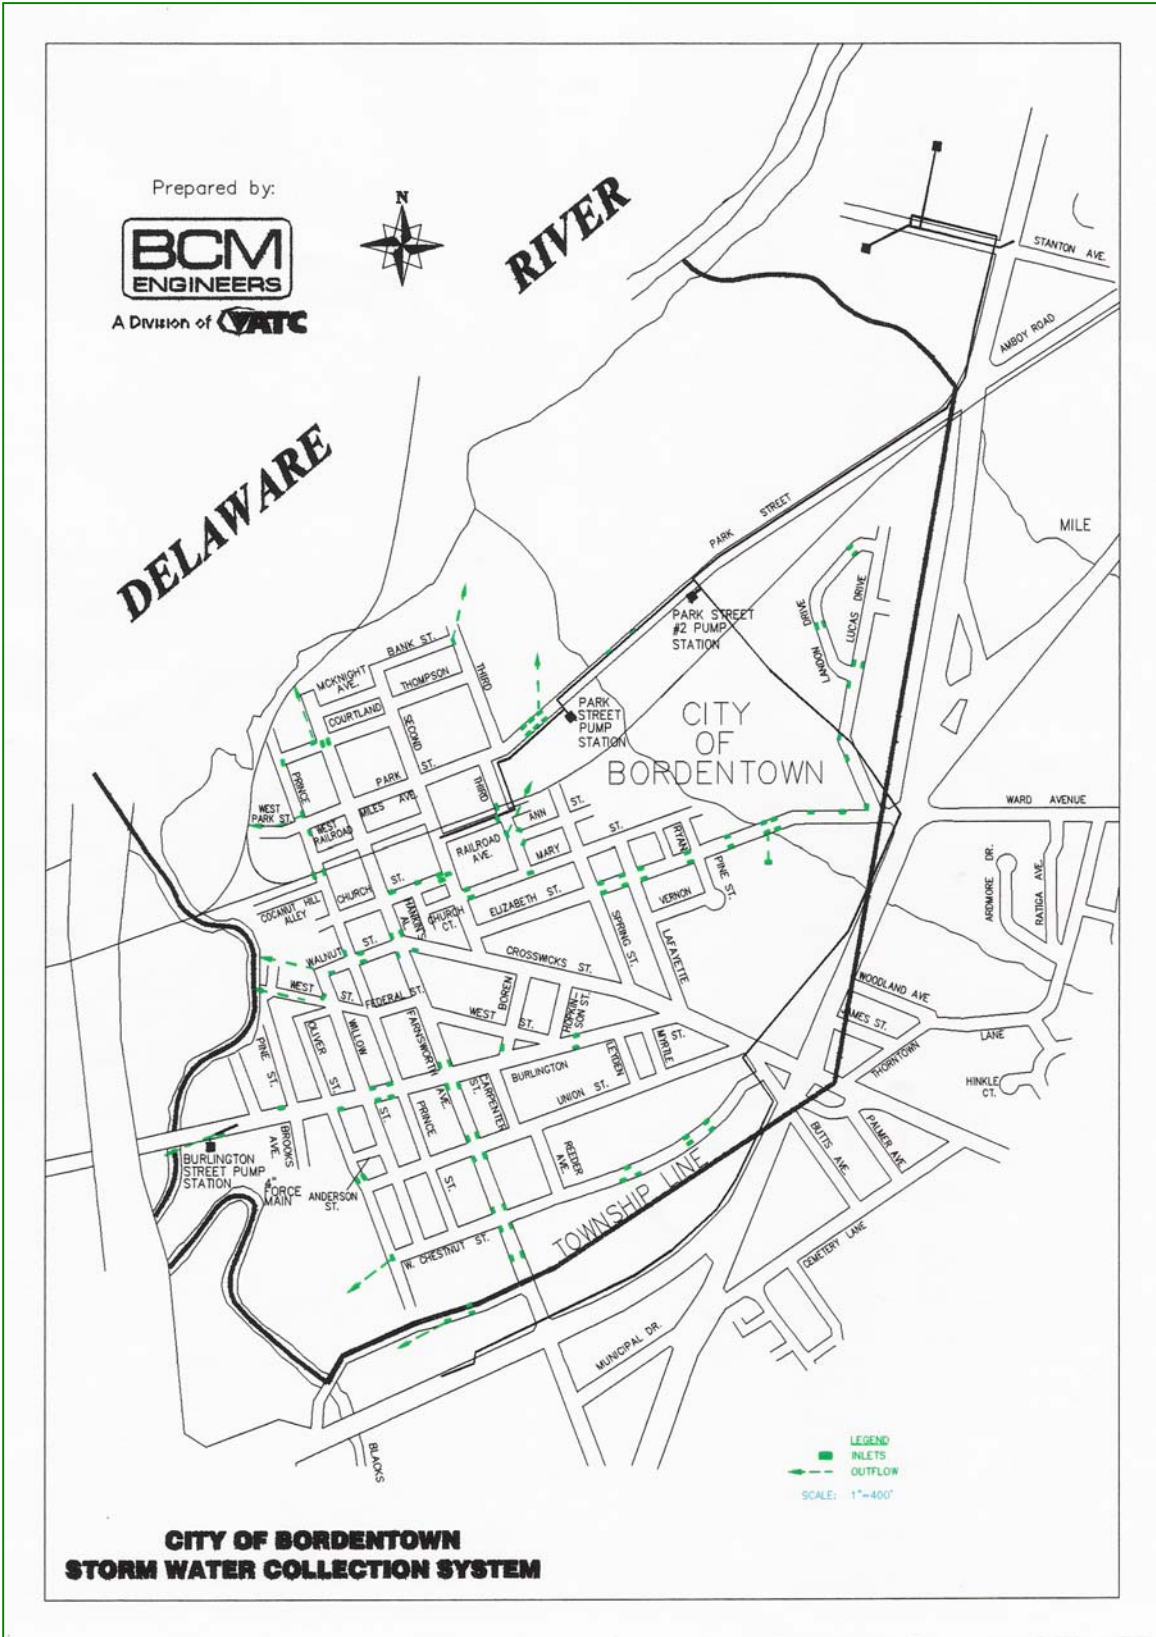 Prepared by:
BCM
ENGINEERS
A Division of ATC
N
DELAWARE
RIVER
STANTON AVE.
AMBOY ROAD
MILE
PARK STREET
PARK STREET
#2 PUMP
STATION
LANDON DRIVE
LUCAS DRIVE
BANK ST.
MCKNIGHT
AVE.
THOMPSON
THIRD
COURTLAND
SECOND
PARK
STREET
PUMP
STATION
CITY
OF
BORDENTOWN
PRINCE
PARK ST.
WEST
PARK ST.
MILES AVE.
THIRD
WEST
RAILROAD
ANN ST.
RAILROAD
AVE.
MARY ST.
RYAN
WARD AVENUE
PINE ST.
VERNON
ARDMORE DR.
RATIGA AVE.
COCANUT HILL
ALLEY
CHURCH ST.
HANKINS
AL.
CHURCH
CT.
ELIZABETH ST.
SPRING ST.
LAFAYETTE
WALNUT ST.
CROSSWICKS ST.
WEST ST.
FEDERAL ST.
WEST ST.
BOREN
HOPKIN-
SON ST.
WOODLAND AVE
JAMES ST.
THORNTOWN
LANE
HINKLE
CT.
PINE ST.
OLIVER ST.
WILLOW ST.
FARNSWORTH AVE.
BURLINGTON
LEYDEN
MYRTLE ST.
CARPENTER ST.
UNION ST.
PRINCE ST.
BROOKS
AVE.
REEDER
AVE.
BUTTS AVE.
PALMER AVE
BURLINGTON
STREET PUMP
STATION
4"
FORCE
MAIN
ANDERSON
ST.
TOWNSHIP LINE
W. CHESTNUT ST.
CEMETERY LANE
MUNICIPAL DR.
BLACKS
LEGEND
INLETS
OUTFLOW
SCALE: 1"=400'
CITY OF BORDENTOWN
STORM WATER COLLECTION SYSTEM